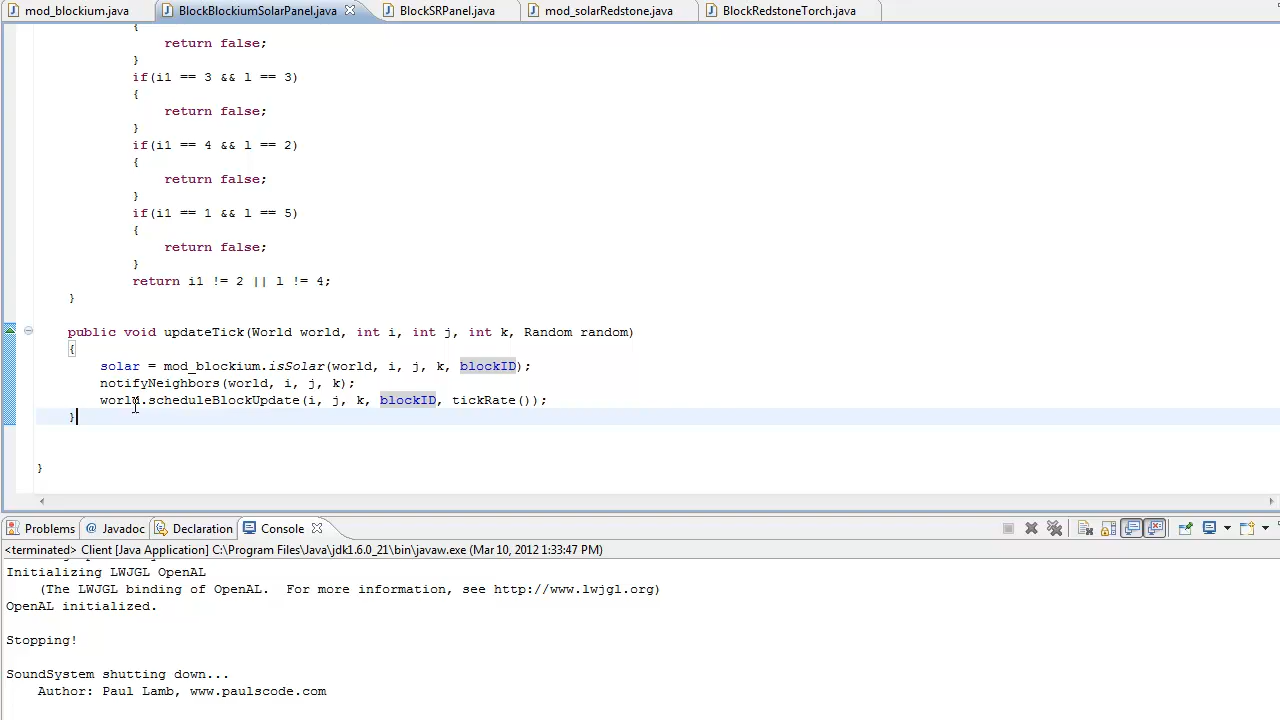 mod_blockium.java BlockBlockiumSolarPanel.java BlockSRPanel.java mod_solarRedstone.java BlockRedstoneTorch.java
{
return false;
}
if(i1 == 3 && l == 3)
{
return false;
}
if(i1 == 4 && l == 2)
{
return false;
}
if(i1 == 1 && l == 5)
{
return false;
}
return i1 != 2 || l != 4;
}
public void updateTick(World world, int i, int j, int k, Random random)
{
solar = mod_blockium.isSolar(world, i, j, k, blockID);
notifyNeighbors(world, i, j, k);
world.scheduleBlockUpdate(i, j, k, blockID, tickRate());
}
}
Problems @ Javadoc Declaration Console
<terminated> Client [Java Application] C:\Program Files\Java\jdk1.6.0_21\bin\javaw.exe (Mar 10, 2012 1:33:47 PM)
Initializing LWJGL OpenAL
(The LWJGL binding of OpenAL. For more information, see http://www.lwjgl.org)
OpenAL initialized.
Stopping!
SoundSystem shutting down...
Author: Paul Lamb, www.paulscode.com